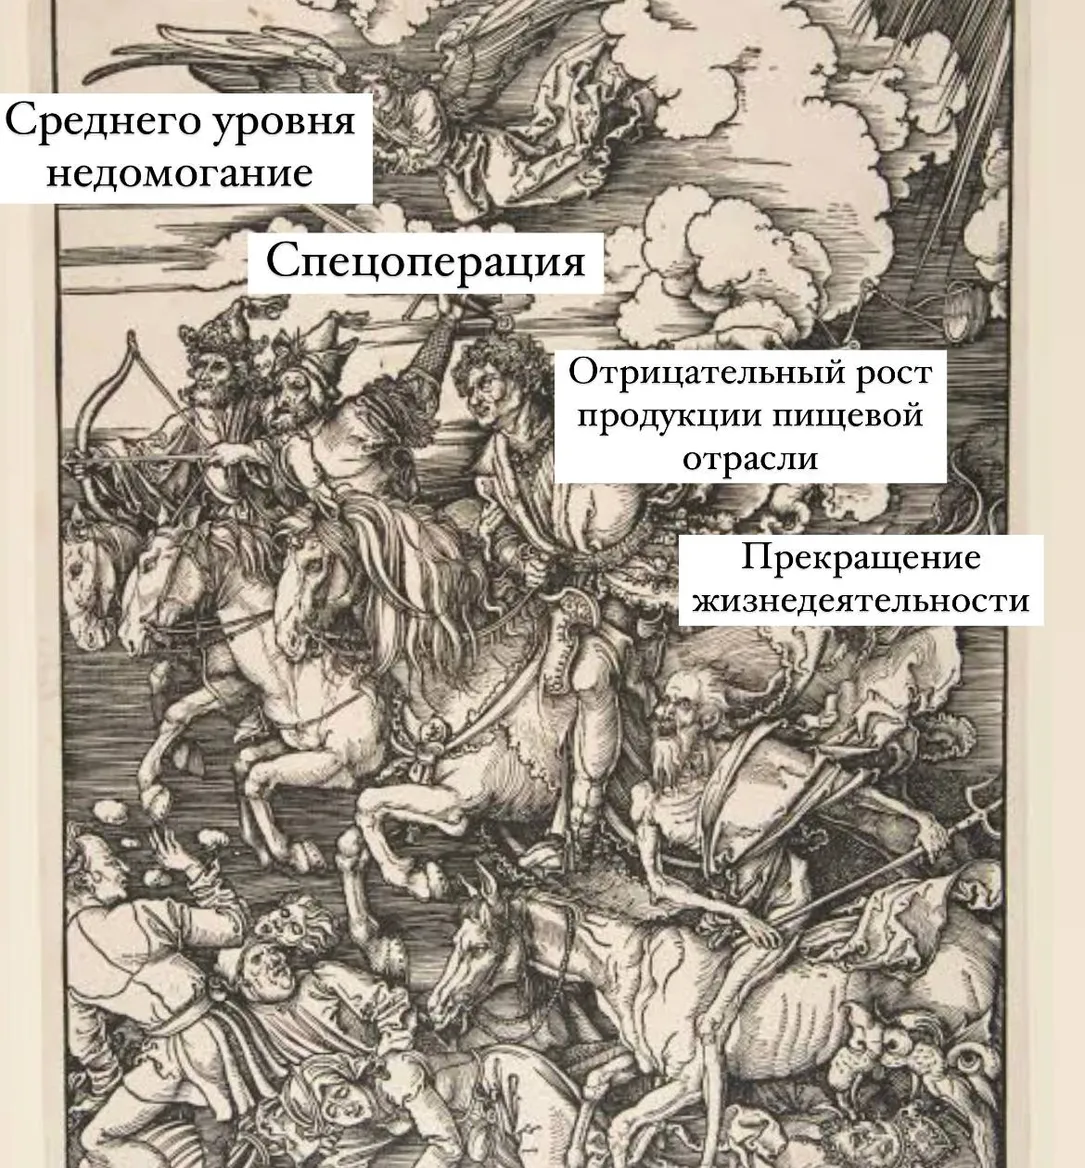 Среднего уровня
недомогание
Спецоперация
Отрицательный рост
продукции пищевой
отрасли
Прекращение
жизнедеятельности